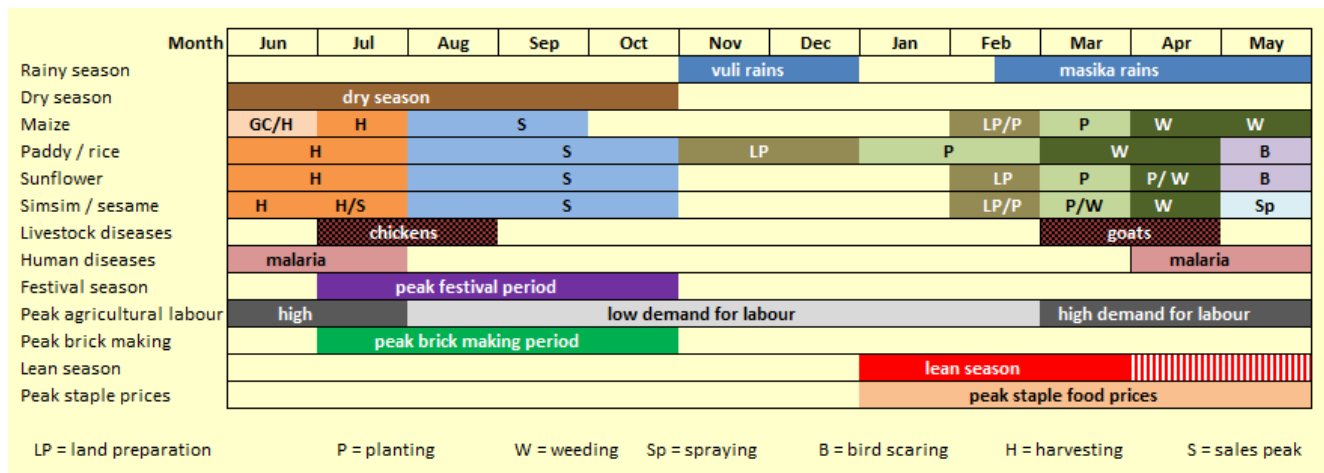 Month Jun Jul Aug Sep Oct Nov Dec Jan Feb Mar Apr May
Rainy season vuli rains masika rains
Dry season dry season
Maize GC/H H S LP/P P W W
Paddy / rice H S LP P W B
Sunflower H S LP P P/ W B
Simsim / sesame H H/S S LP/P P/W W Sp
Livestock diseases chickens goats
Human diseases malaria malaria
Festival season peak festival period
Peak agricultural labour high low demand for labour high demand for labour
Peak brick making peak brick making period
Lean season lean season
Peak staple prices peak staple food prices
LP = land preparation P = planting W = weeding Sp = spraying B = bird scaring H = harvesting S = sales peak